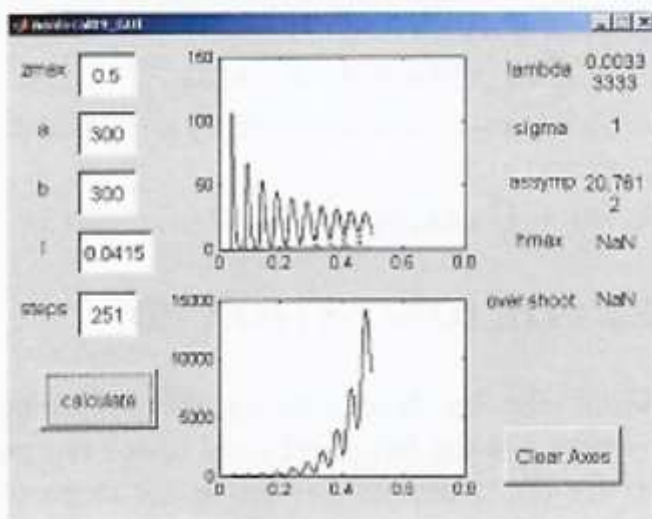 zmax 0.5
a 300
b 300
0.0415
steps 251
calculate
150
100
50
0
0 0.2 0.4 0.6 0.8
15000
10000
5000
0
0 0.2 0.4 0.6 0.8
lambda 0.0033
3333
sigma 1
assymp 20.761
2
hmax NaN
over shoot NaN
Clear Axes